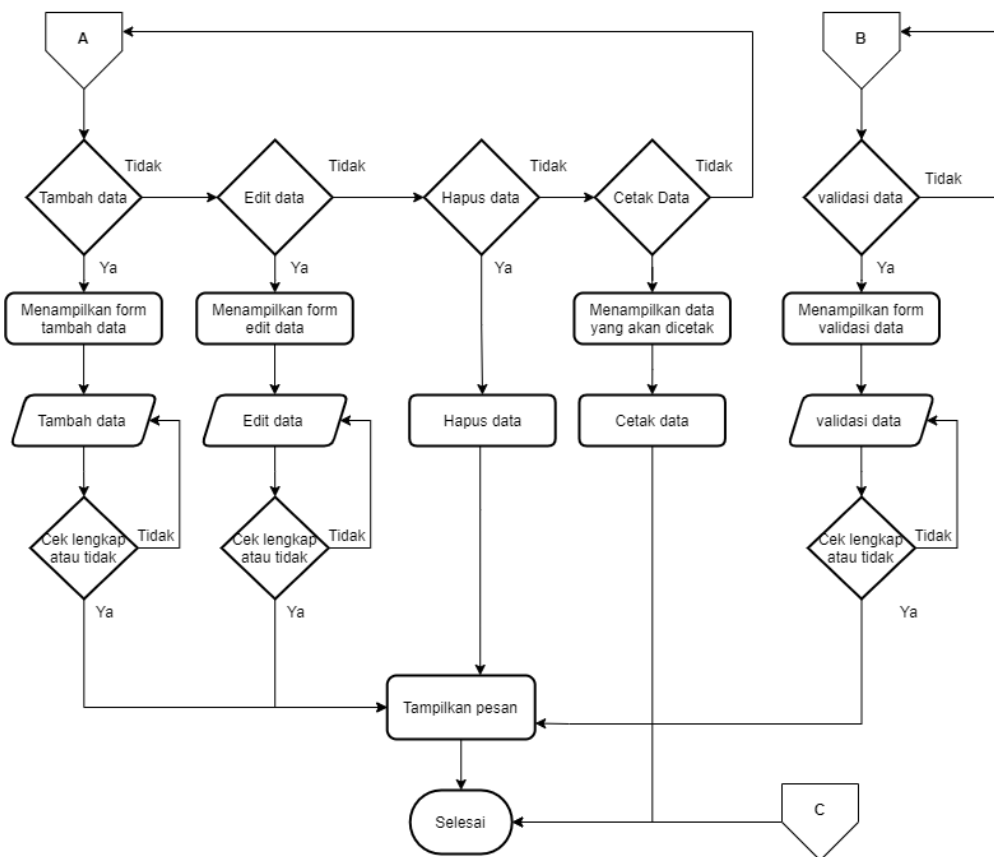 A
B
Tidak
Tidak
Tidak
Tidak
Tidak
Tambah data
Edit data
Hapus data
Cetak Data
validasi data
Ya
Ya
Ya
Ya
Menampilkan form
tambah data
Menampilkan form
edit data
Menampilkan data
yang akan dicetak
Menampilkan form
validasi data
Tambah data
Edit data
Hapus data
Cetak data
validasi data
Cek lengkap
atau tidak
Tidak
Cek lengkap
atau tidak
Tidak
Cek lengkap
atau tidak
Tidak
Ya
Ya
Ya
Tampilkan pesan
Selesai
C